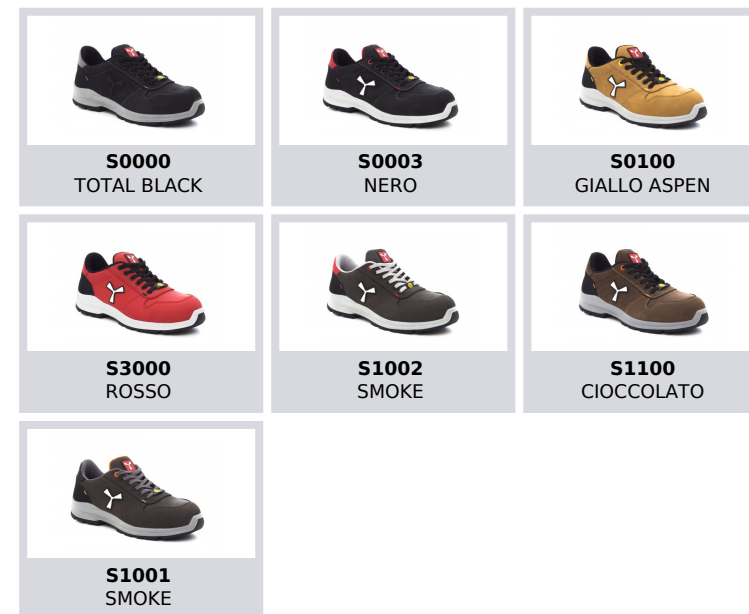 S0000
TOTAL BLACK
S0003
NERO
S0100
GIALLO ASPEN
S3000
ROSSO
S1002
SMOKE
S1100
CIOCCOLATO
S1001
SMOKE